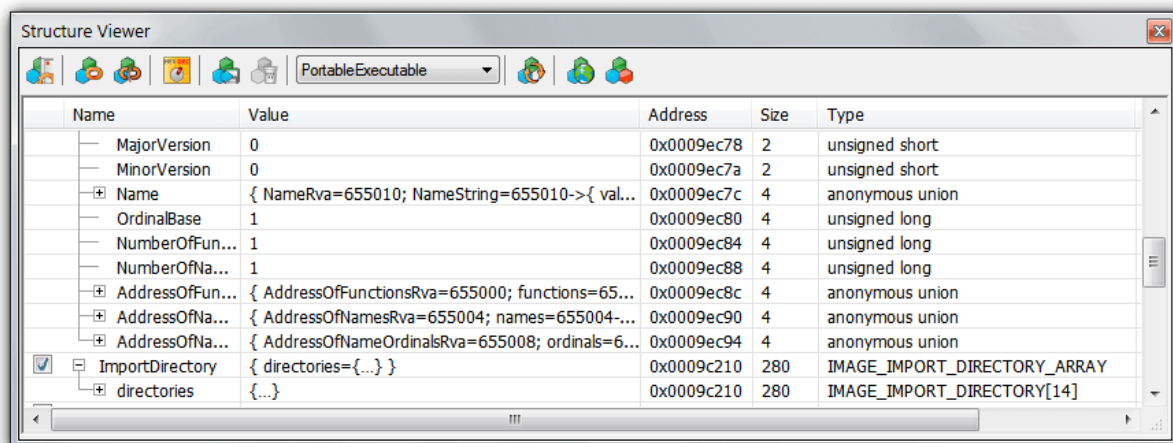 Structure Viewer
HEX DEC PortableExecutable
Name Value Address Size Type
MajorVersion 0 0x0009ec78 2 unsigned short
MinorVersion 0 0x0009ec7a 2 unsigned short
Name { NameRva=655010; NameString=655010->{ val... 0x0009ec7c 4 anonymous union
OrdinalBase 1 0x0009ec80 4 unsigned long
NumberOfFun... 1 0x0009ec84 4 unsigned long
NumberOfNa... 1 0x0009ec88 4 unsigned long
AddressOfFun... { AddressOfFunctionsRva=655000; functions=65... 0x0009ec8c 4 anonymous union
AddressOfNa... { AddressOfNamesRva=655004; names=655004-... 0x0009ec90 4 anonymous union
AddressOfNa... { AddressOfNameOrdinalsRva=655008; ordinals=6... 0x0009ec94 4 anonymous union
ImportDirectory { directories={...} } 0x0009c210 280 IMAGE_IMPORT_DIRECTORY_ARRAY
directories {...} 0x0009c210 280 IMAGE_IMPORT_DIRECTORY[14]